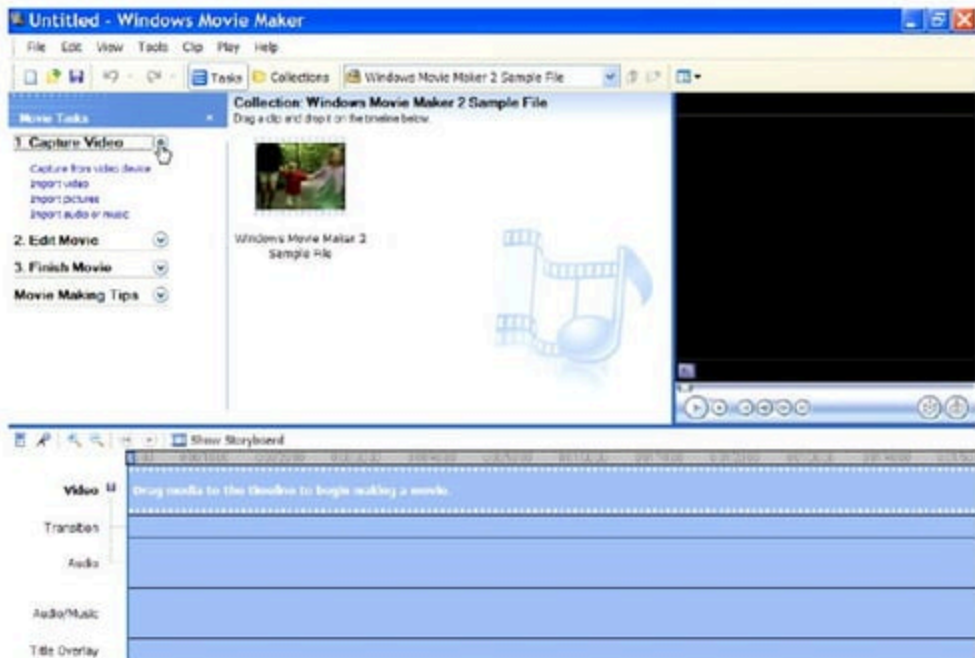 Untitled - Windows Movie Maker
File Edit View Tools Clip Play Help
Tasks Collections Windows Movie Maker 2 Sample File
Movie Tasks
Collection: Windows Movie Maker 2 Sample File
Drag a clip and drop it on the timeline below.
1. Capture Video
Capture from video device
Import video
Import pictures
Import audio or music
2. Edit Movie
3. Finish Movie
Movie Making Tips
Windows Movie Maker 2
Sample File
Show Storyboard
Video
Drag media to the timeline to begin making a movie.
Transition
Audio
Audio/Music
Title Overlay